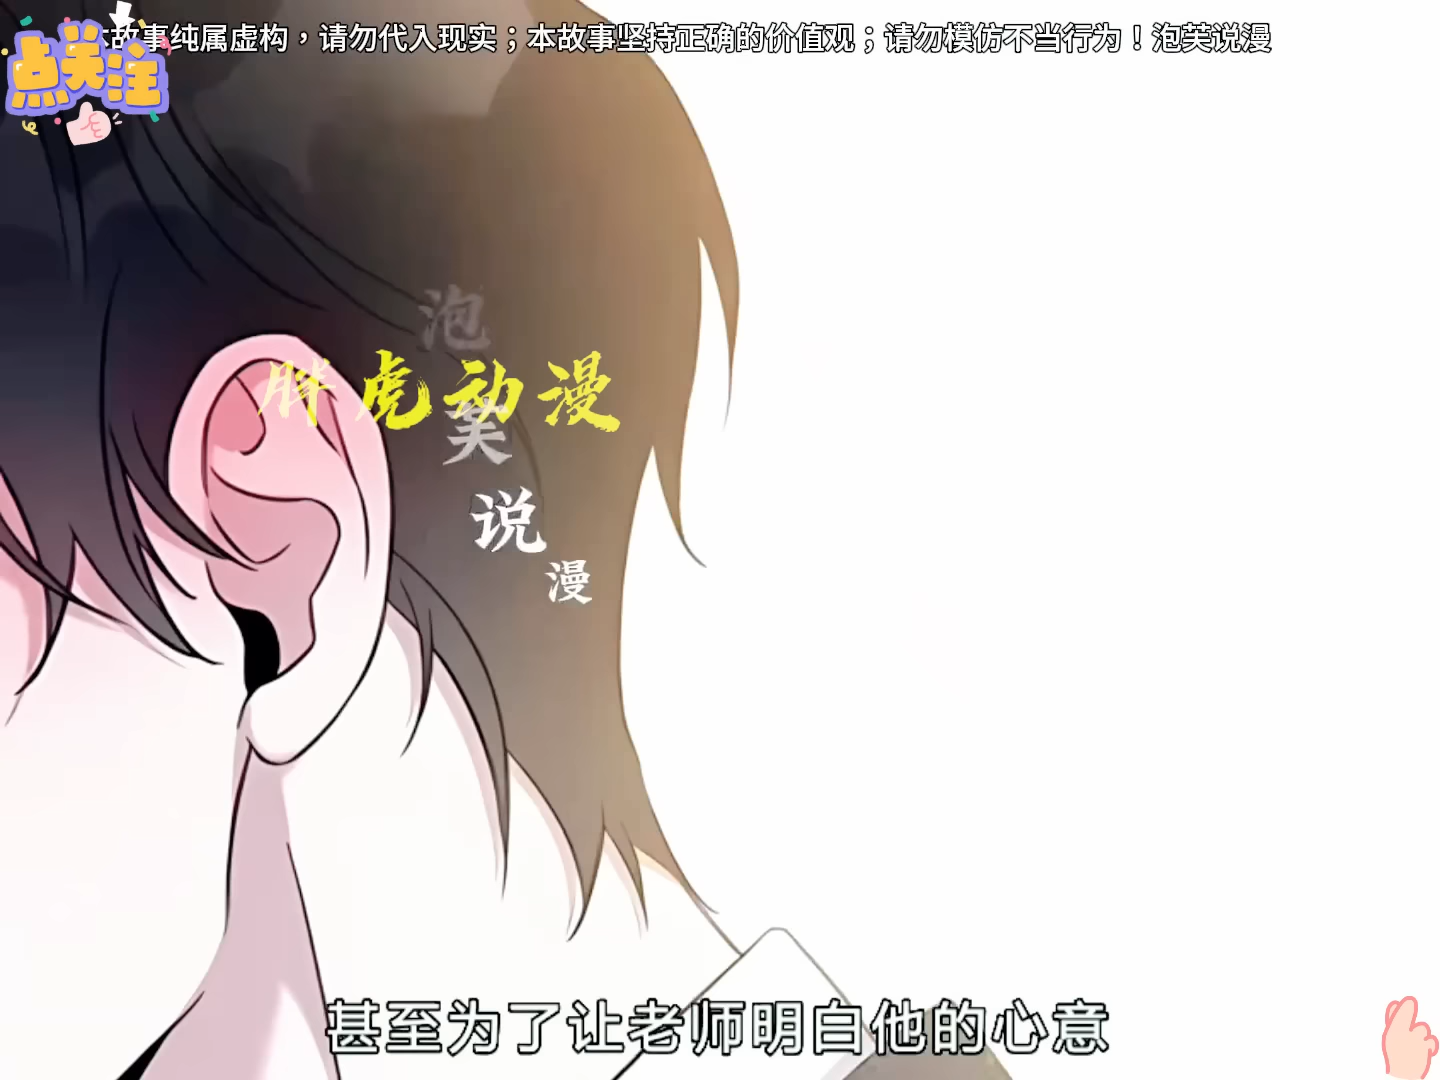 本故事纯属虚构，请勿代入现实；本故事坚持正确的价值观；请勿模仿不当行为！泡芙说漫
点关注
泡芙说漫
胖虎动漫
甚至为了让老师明白他的心意